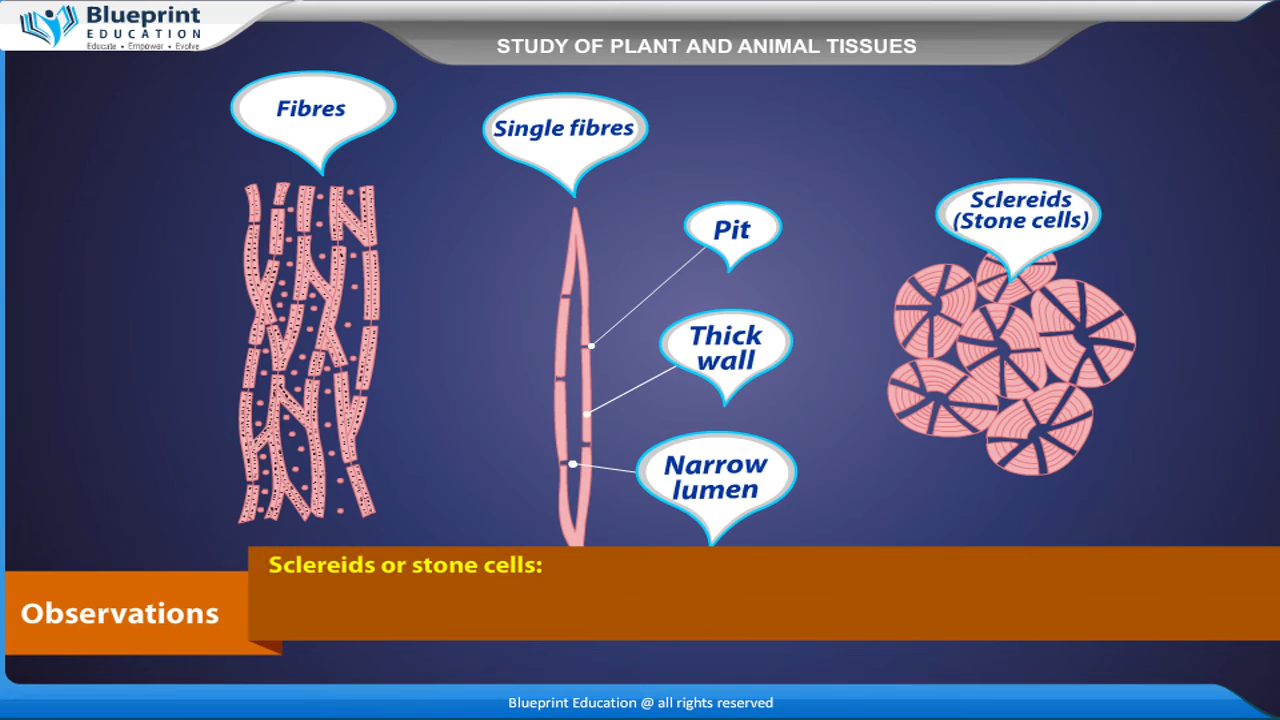 Blueprint
EDUCATION
Educate • Empower • Evolve
STUDY OF PLANT AND ANIMAL TISSUES
Fibres
Single fibres
Pit
Sclereids
(Stone cells)
Thick
wall
Narrow
lumen
Sclereids or stone cells:
Observations
Blueprint Education @ all rights reserved